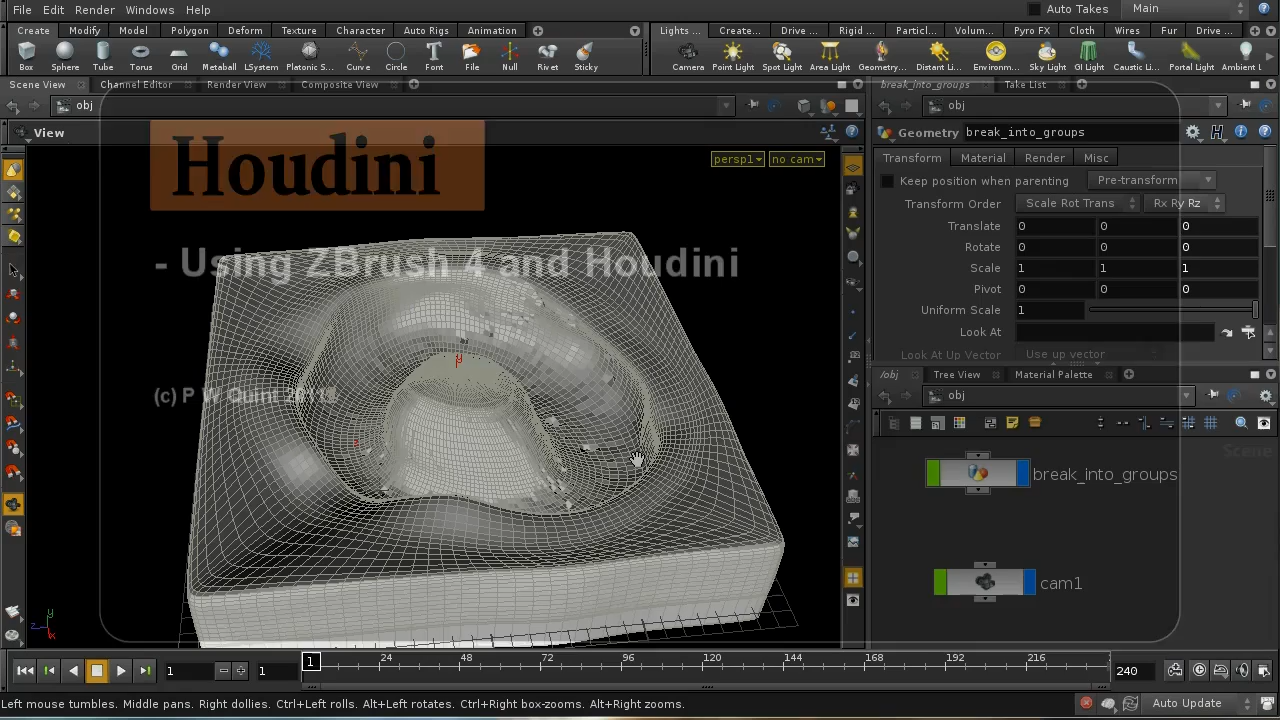 File Edit Render Windows Help Auto Takes Main
Create Modify Model Polygon Deform Texture Character Auto Rigs Animation Lights ... Create... Drive ... Rigid ... Particl... Volum... Pyro FX Cloth Wires Fur Drive ...
Box Sphere Tube Torus Grid Metaball LSystem Platonic S... Curve Circle Font File Null Rivet Sticky Camera Point Light Spot Light Area Light Geometry... Distant Li... Environm... Sky Light GI Light Caustic Li... Portal Light Ambient L
Scene View Channel Editor Render View Composite View break_into_groups Take List
obj obj
View Geometry break_into_groups
Houdini
persp1 no cam
Transform Material Render Misc
Keep position when parenting Pre-transform
Transform Order Scale Rot Trans Rx Ry Rz
Translate 0 0 0
Rotate 0 0 0
- Using ZBrush 4 and Houdini
Scale 1 1 1
Pivot 0 0 0
Uniform Scale 1
Look At
Look At Up Vector Use up vector
/obj Tree View Material Palette
obj
(c) P W Quint
y
Scene
break_into_groups
cam1
y
z
x
1 1 1 24 48 72 96 120 144 168 192 216 240
Left mouse tumbles. Middle pans. Right dollies. Ctrl+Left rolls. Alt+Left rotates. Ctrl+Right box-zooms. Alt+Right zooms. Auto Update